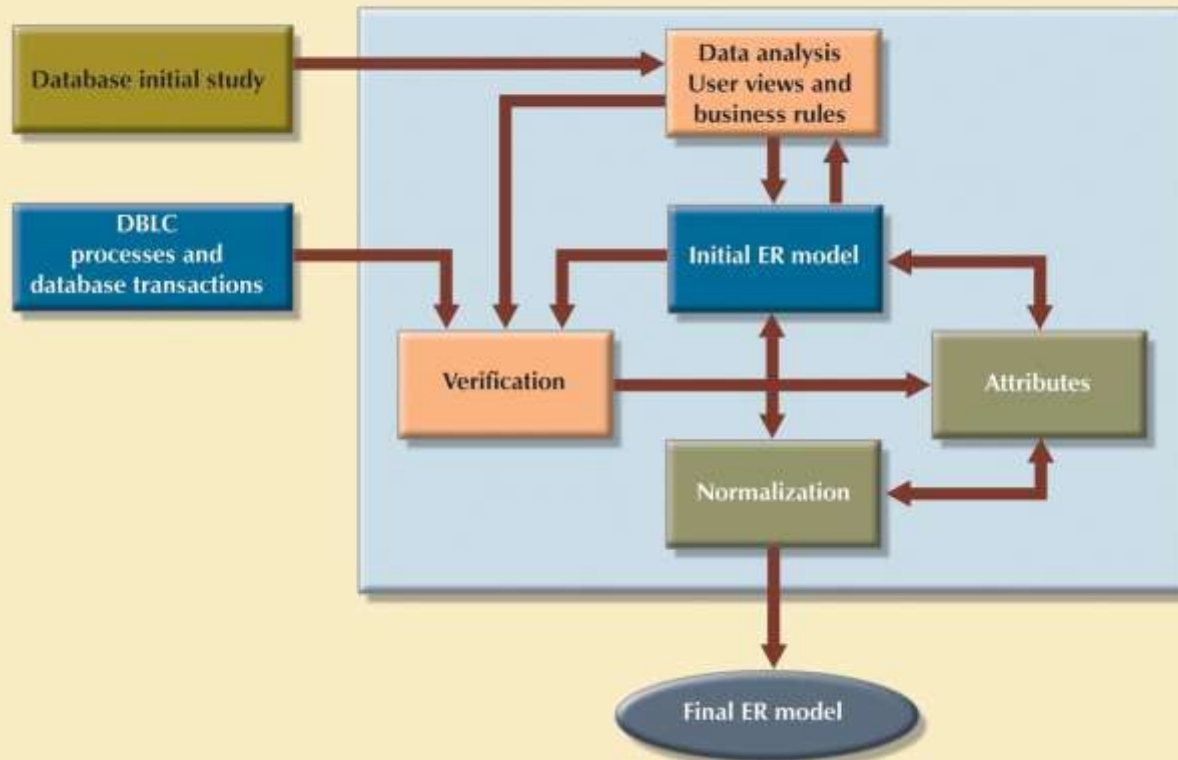 Database initial study
Data analysis
User views and
business rules
DBLC
processes and
database transactions
Initial ER model
Verification
Attributes
Normalization
Final ER model